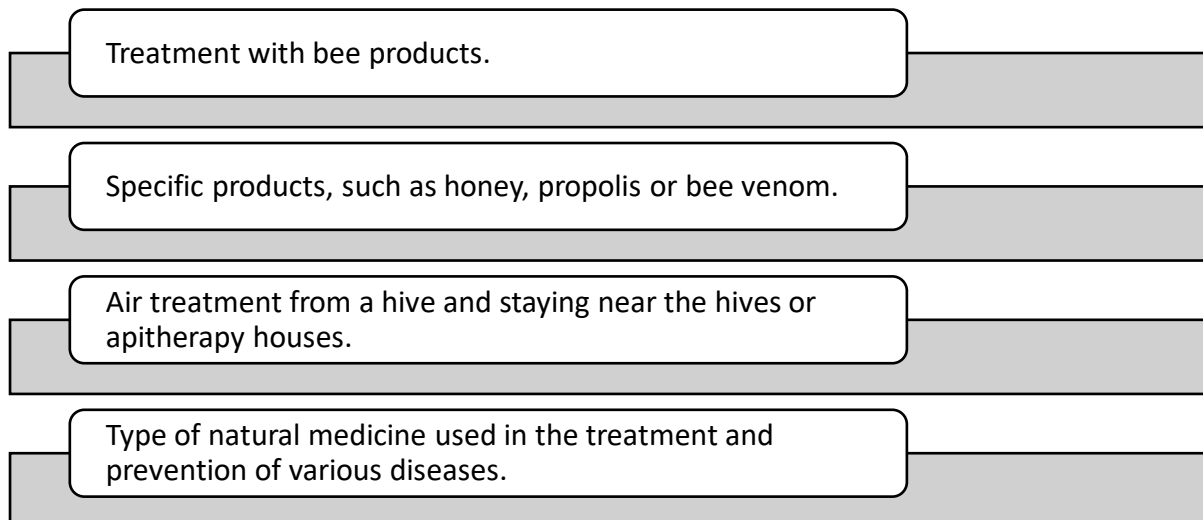 Treatment with bee products.
Specific products, such as honey, propolis or bee venom.
Air treatment from a hive and staying near the hives or
apitherapy houses.
Type of natural medicine used in the treatment and
prevention of various diseases.